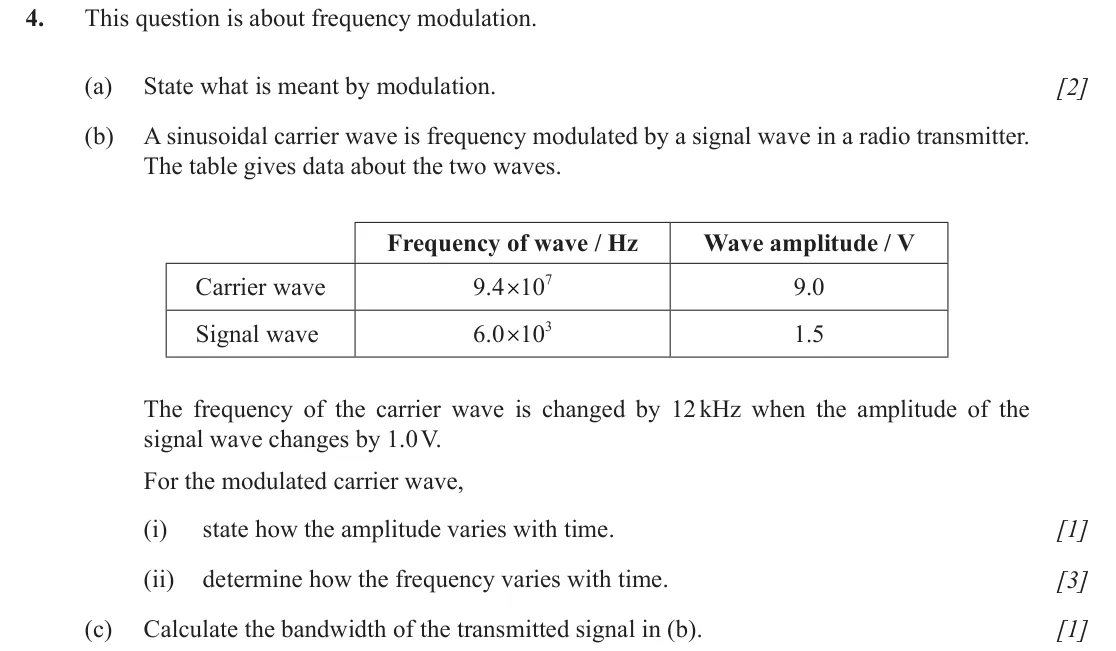 4. This question is about frequency modulation.
(a) State what is meant by modulation. [2]
(b) A sinusoidal carrier wave is frequency modulated by a signal wave in a radio transmitter.
The table gives data about the two waves.
Frequency of wave / Hz Wave amplitude / V
Carrier wave 9.4×10⁷ 9.0
Signal wave 6.0×10³ 1.5
The frequency of the carrier wave is changed by 12 kHz when the amplitude of the
signal wave changes by 1.0 V.
For the modulated carrier wave,
(i) state how the amplitude varies with time. [1]
(ii) determine how the frequency varies with time. [3]
(c) Calculate the bandwidth of the transmitted signal in (b). [1]